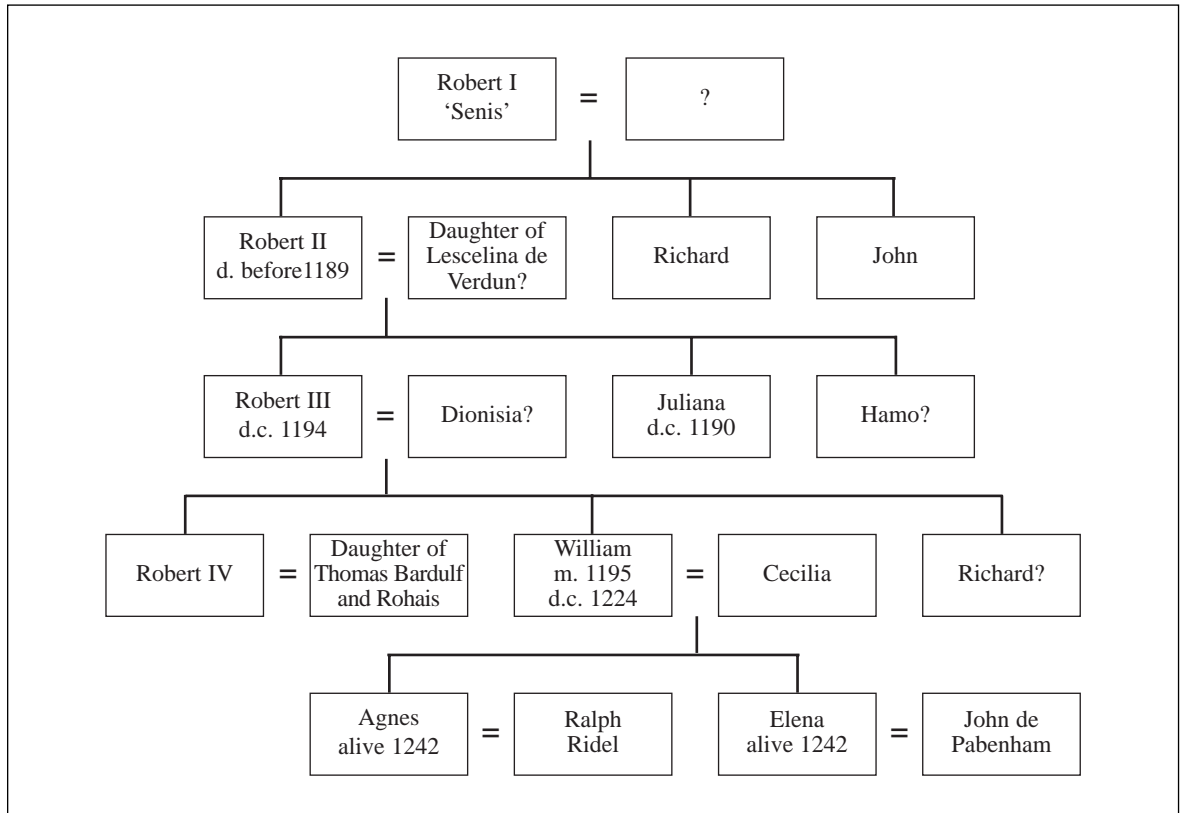 Robert I
‘Senis’
=
?
Robert II
d. before1189
=
Daughter of
Lescelina de
Verdun?
Richard
John
Robert III
d.c. 1194
=
Dionisia?
Juliana
d.c. 1190
Hamo?
Robert IV
=
Daughter of
Thomas Bardulf
and Rohais
William
m. 1195
d.c. 1224
=
Cecilia
Richard?
Agnes
alive 1242
=
Ralph
Ridel
Elena
alive 1242
=
John de
Pabenham